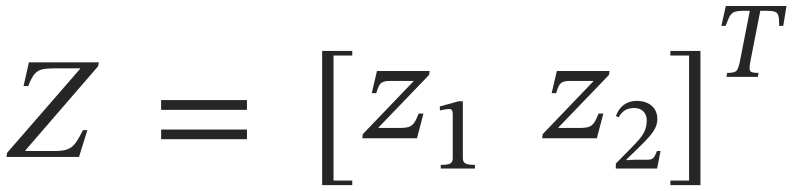 Z = [z₁ z₂]ᵀ